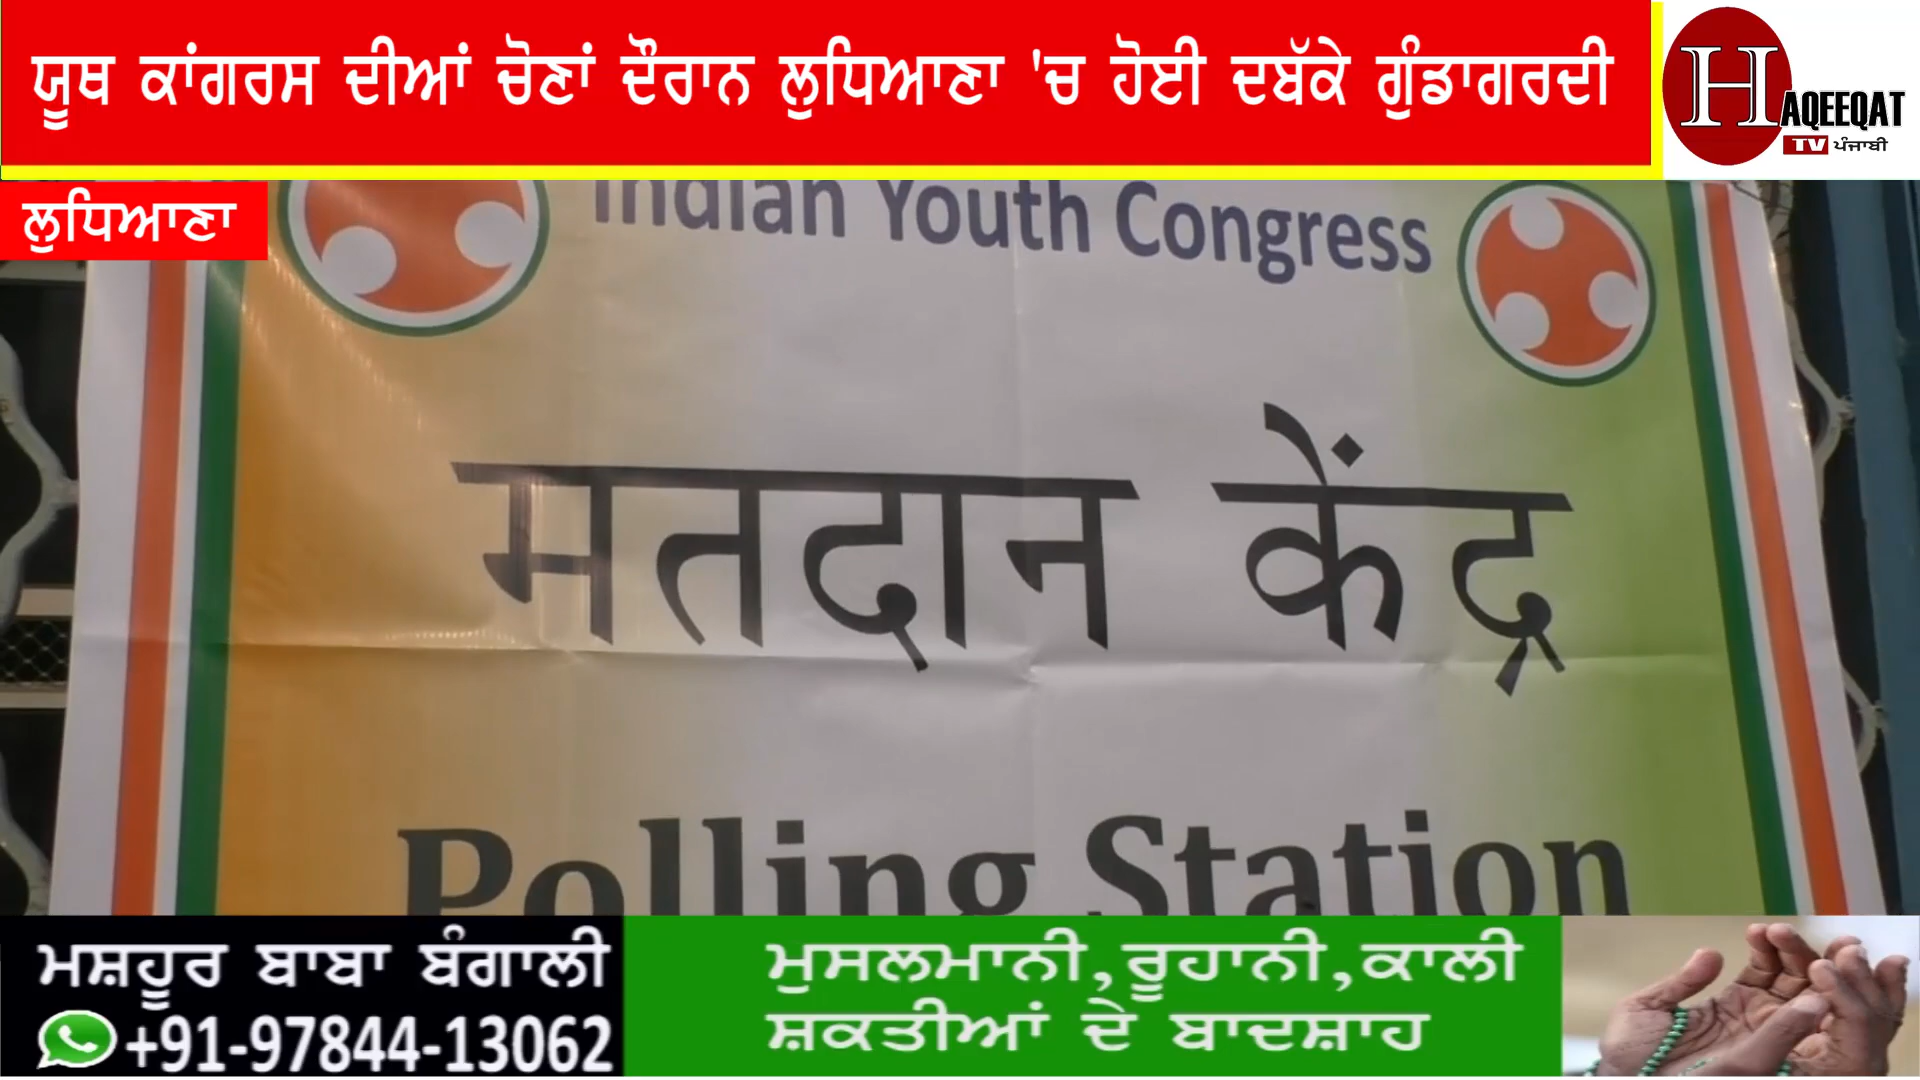 ਯੂਥ ਕਾਂਗਰਸ ਦੀਆਂ ਚੋਣਾਂ ਦੌਰਾਨ ਲੁਧਿਆਣਾ 'ਚ ਹੋਈ ਦਬੱਕੇ ਗੁੰਡਾਗਰਦੀ
HAQEEQAT
TV ਪੰਜਾਬੀ
ਲੁਧਿਆਣਾ
Indian Youth Congress
मतदान केंद्र
Polling Station
ਮਸ਼ਹੂਰ ਬਾਬਾ ਬੰਗਾਲੀ
+91-97844-13062
ਮੁਸਲਮਾਨੀ,ਰੂਹਾਨੀ,ਕਾਲੀ
ਸ਼ਕਤੀਆਂ ਦੇ ਬਾਦਸ਼ਾਹ